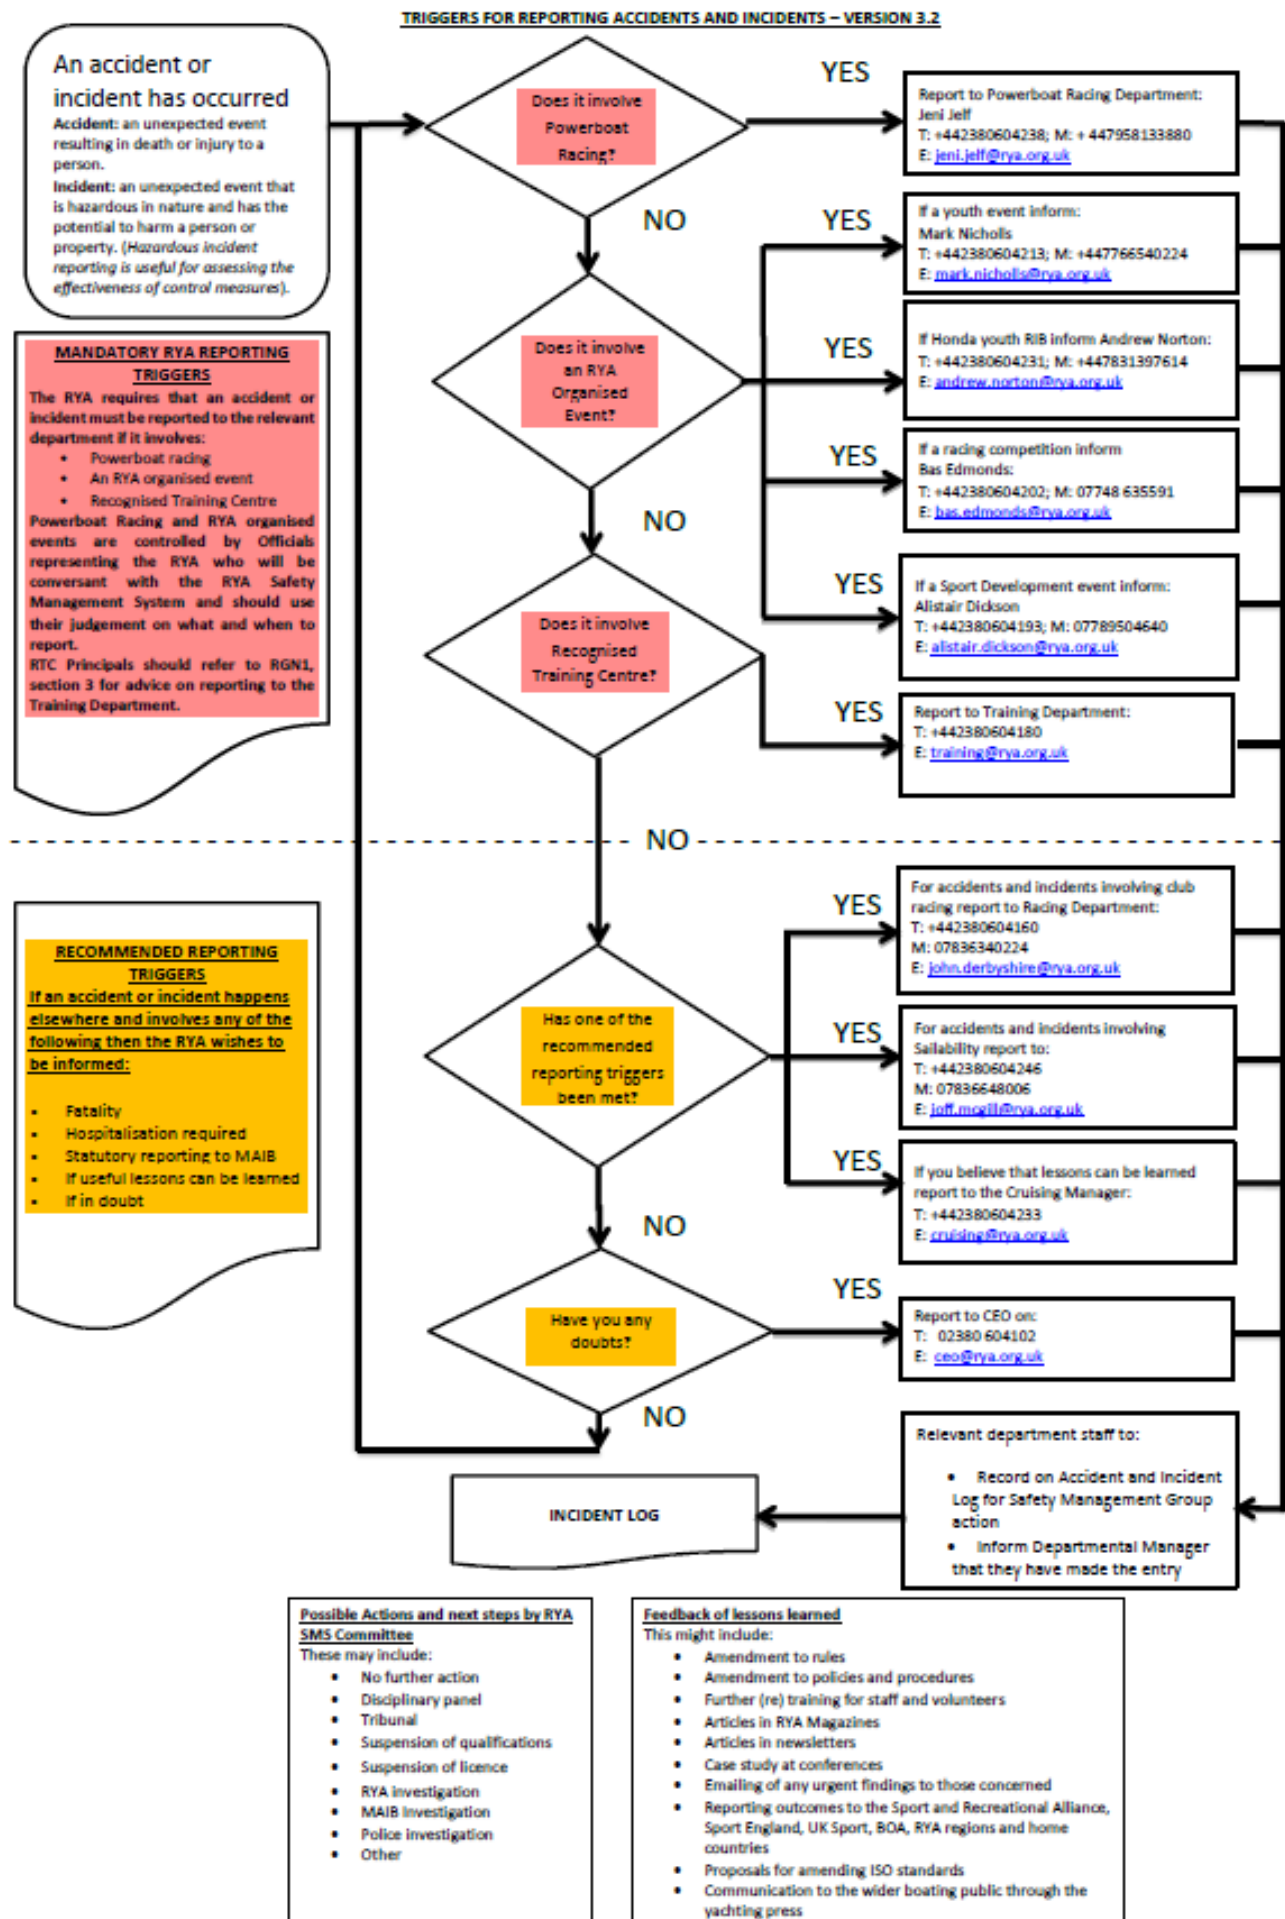 TRIGGERS FOR REPORTING ACCIDENTS AND INCIDENTS – VERSION 3.2
An accident or
incident has occurred
Accident: an unexpected event
resulting in death or injury to a
person.
Incident: an unexpected event that
is hazardous in nature and has the
potential to harm a person or
property. (Hazardous incident
reporting is useful for assessing the
effectiveness of control measures).
MANDATORY RYA REPORTING
TRIGGERS
The RYA requires that an accident or
incident must be reported to the relevant
department if it involves:
• Powerboat racing
• An RYA organised event
• Recognised Training Centre
Powerboat Racing and RYA organised
events are controlled by Officials
representing the RYA who will be
conversant with the RYA Safety
Management System and should use
their judgement on what and when to
report.
RTC Principals should refer to RGN1,
section 3 for advice on reporting to the
Training Department.
RECOMMENDED REPORTING
TRIGGERS
If an accident or incident happens
elsewhere and involves any of the
following then the RYA wishes to
be informed:
• Fatality
• Hospitalisation required
• Statutory reporting to MAIB
• If useful lessons can be learned
• If in doubt
Does it involve
Powerboat
Racing?
YES
Report to Powerboat Racing Department:
Jeni Jelf
T: +442380604238; M: + 447958133880
E: jeni.jelf@rya.org.uk
NO
Does it involve
an RYA
Organised
Event?
YES
If a youth event inform:
Mark Nicholls
T: +442380604213; M: +447766540224
E: mark.nicholls@rya.org.uk
YES
If Honda youth RIB inform Andrew Norton:
T: +442380604231; M: +447831397614
E: andrew.norton@rya.org.uk
YES
If a racing competition inform
Bas Edmonds:
T: +442380604202; M: 07748 635591
E: bas.edmonds@rya.org.uk
YES
If a Sport Development event inform:
Alistair Dickson
T: +442380604193; M: 07789504640
E: alistair.dickson@rya.org.uk
NO
Does it involve
Recognised
Training Centre?
YES
Report to Training Department:
T: +442380604180
E: training@rya.org.uk
NO
Has one of the
recommended
reporting triggers
been met?
YES
For accidents and incidents involving club
racing report to Racing Department:
T: +442380604160
M: 07836340224
E: john.derbyshire@rya.org.uk
YES
For accidents and incidents involving
Sailability report to:
T: +442380604246
M: 07836648006
E: joff.mcgill@rya.org.uk
YES
If you believe that lessons can be learned
report to the Cruising Manager:
T: +442380604233
E: cruising@rya.org.uk
NO
Have you any
doubts?
YES
Report to CEO on:
T: 02380 604102
E: ceo@rya.org.uk
NO
Relevant department staff to:
• Record on Accident and Incident
Log for Safety Management Group
action
• Inform Departmental Manager
that they have made the entry
INCIDENT LOG
Possible Actions and next steps by RYA
SMS Committee
These may include:
• No further action
• Disciplinary panel
• Tribunal
• Suspension of qualifications
• Suspension of licence
• RYA investigation
• MAIB Investigation
• Police investigation
• Other
Feedback of lessons learned
This might include:
• Amendment to rules
• Amendment to policies and procedures
• Further (re) training for staff and volunteers
• Articles in RYA Magazines
• Articles in newsletters
• Case study at conferences
• Emailing of any urgent findings to those concerned
• Reporting outcomes to the Sport and Recreational Alliance,
Sport England, UK Sport, BOA, RYA regions and home
countries
• Proposals for amending ISO standards
• Communication to the wider boating public through the
yachting press